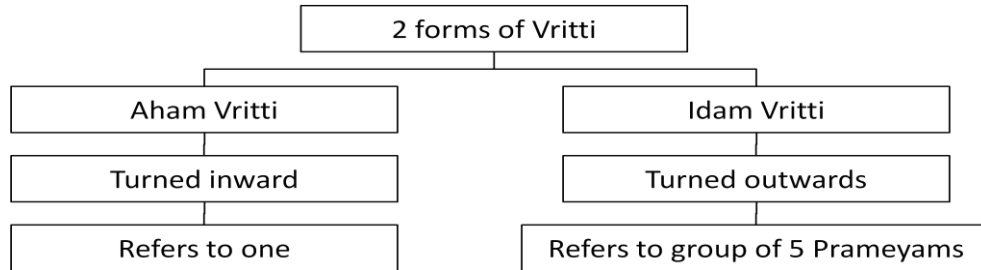 2 forms of Vritti
Aham Vritti
Idam Vritti
Turned inward
Turned outwards
Refers to one
Refers to group of 5 Prameyams